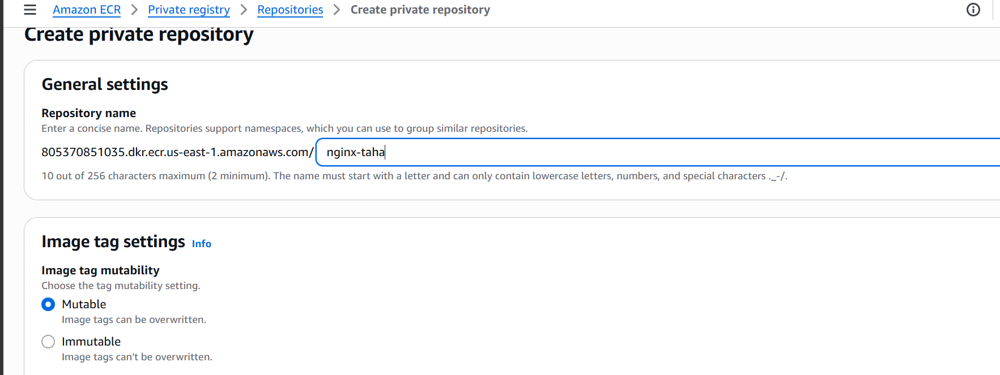 Amazon ECR > Private registry > Repositories > Create private repository
Create private repository
General settings
Repository name
Enter a concise name. Repositories support namespaces, which you can use to group similar repositories.
805370851035.dkr.ecr.us-east-1.amazonaws.com/ nginx-taha
10 out of 256 characters maximum (2 minimum). The name must start with a letter and can only contain lowercase letters, numbers, and special characters ._-/.
Image tag settings Info
Image tag mutability
Choose the tag mutability setting.
Mutable
Image tags can be overwritten.
Immutable
Image tags can't be overwritten.